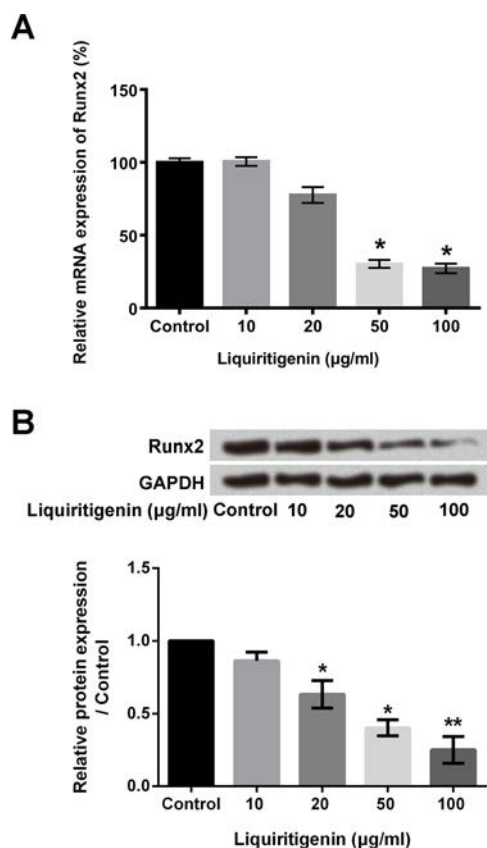 A
Relative mRNA expression of Runx2 (%)
150
100
50
0
* *
Control 10 20 50 100
Liquiritigenin (µg/ml)
B
Runx2
GAPDH
Liquiritigenin (µg/ml) Control 10 20 50 100
Relative protein expression
/ Control
1.5
1.0
0.5
0.0
* * **
Control 10 20 50 100
Liquiritigenin (µg/ml)